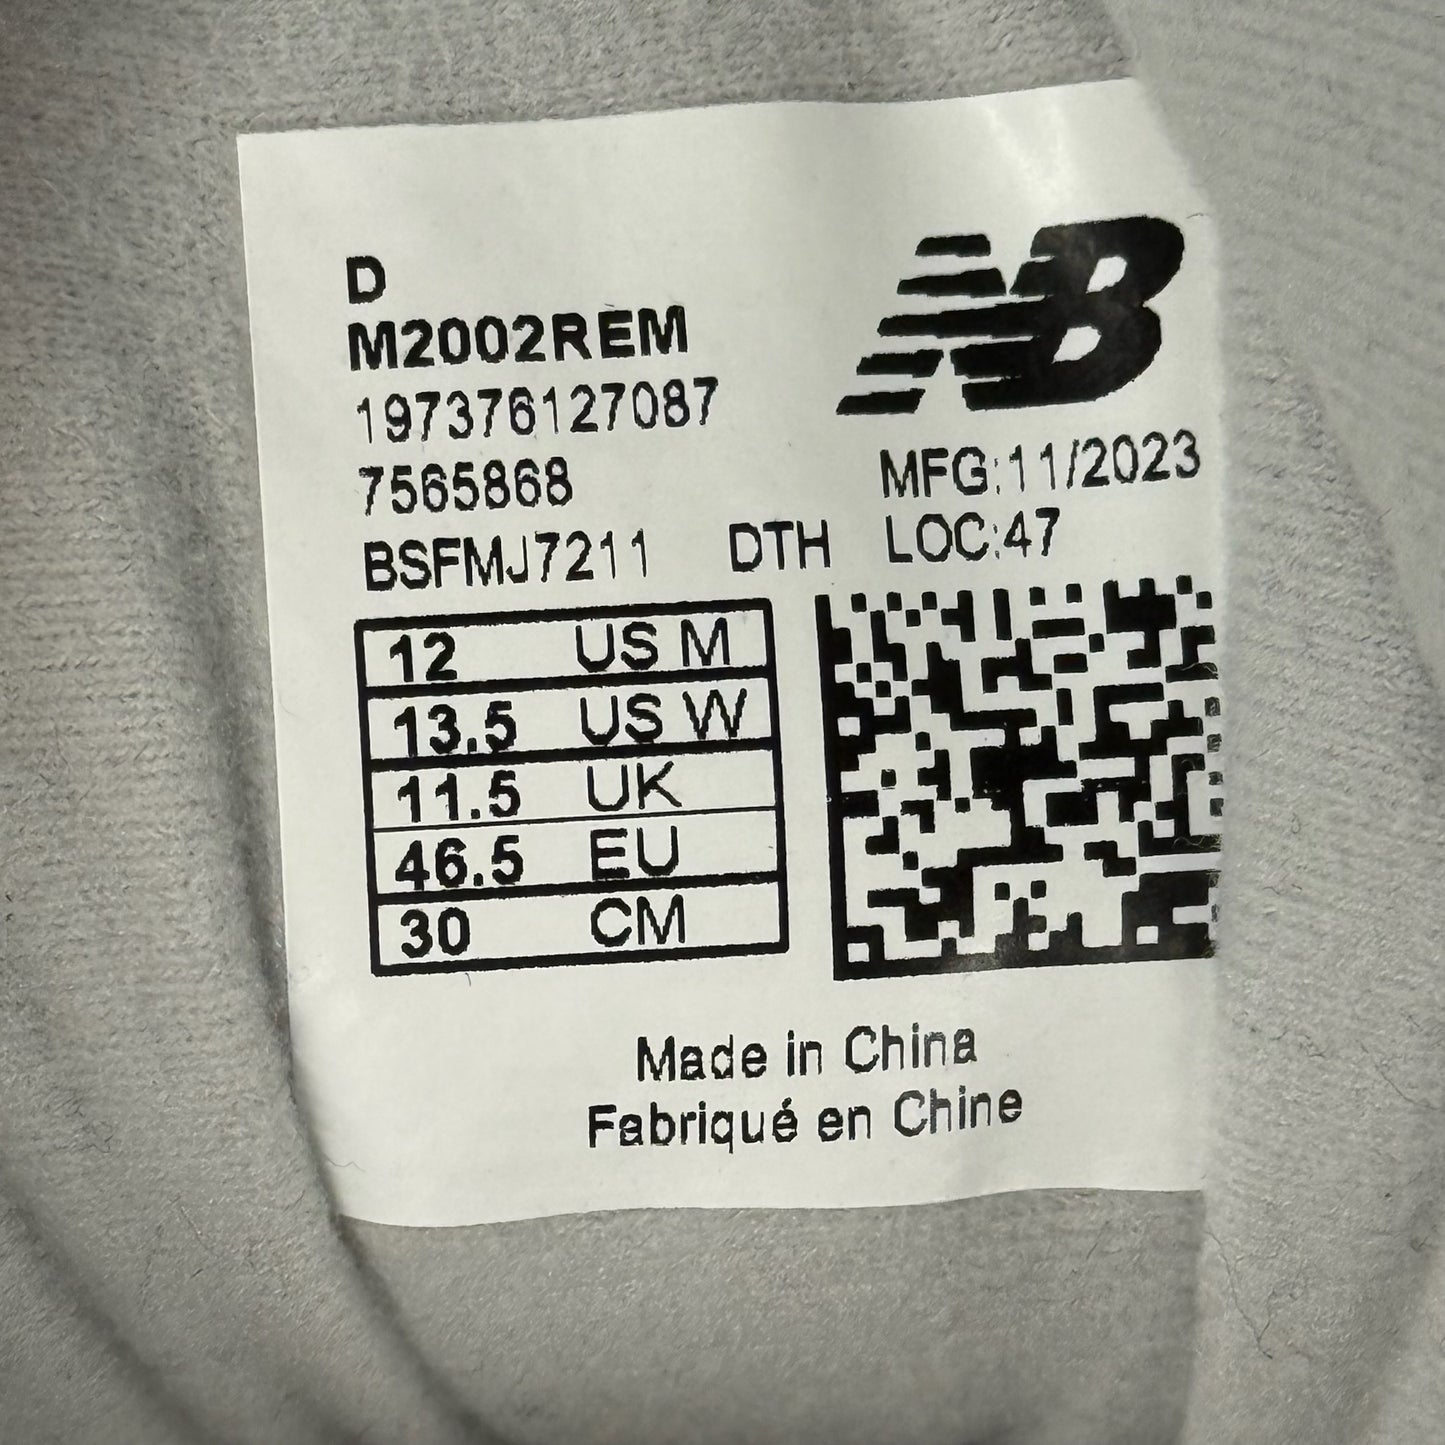 D
M2002REM
197376127087
7565868
BSFMJ7211 DTH
NB
MFG:11/2023
LOC:47
12 US M
13.5 US W
11.5 UK
46.5 EU
30 CM
Made in China
Fabriqué en Chine